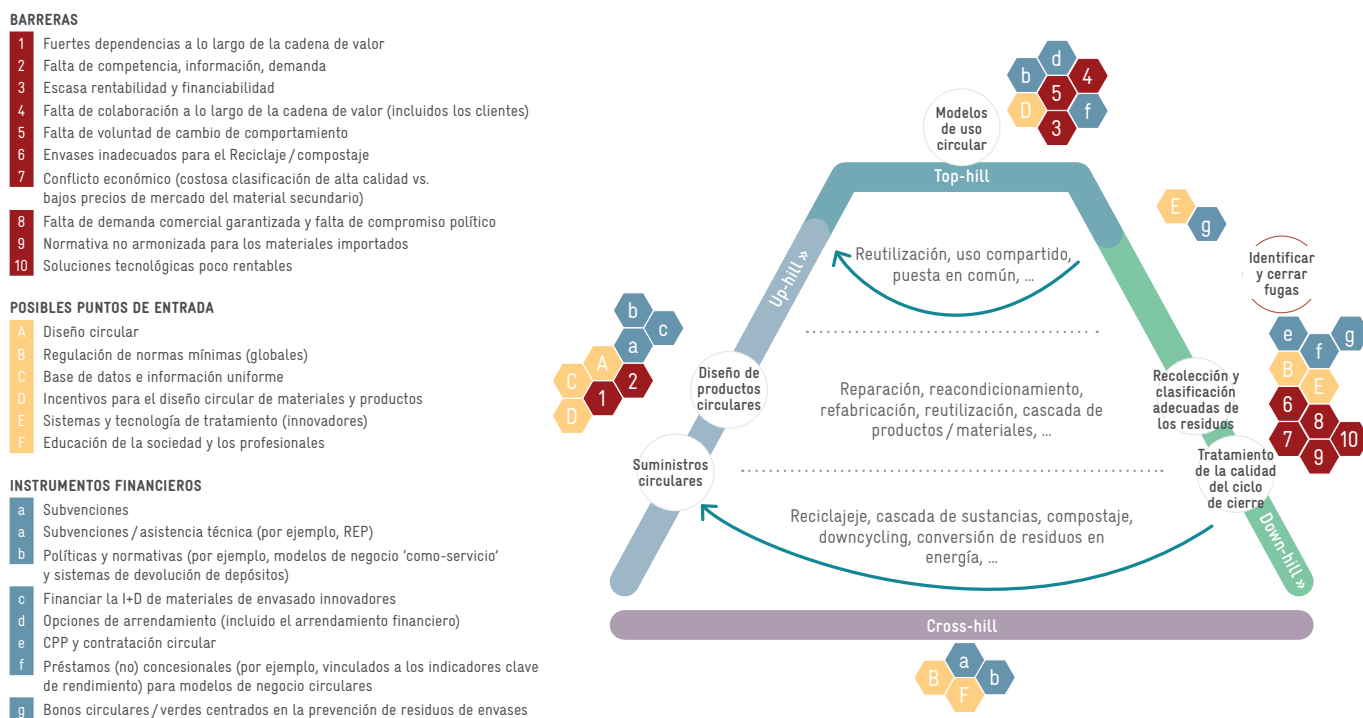 BARRERAS
1 Fuertes dependencias a lo largo de la cadena de valor
2 Falta de competencia, información, demanda
3 Escasa rentabilidad y financiabilidad
4 Falta de colaboración a lo largo de la cadena de valor (incluidos los clientes)
5 Falta de voluntad de cambio de comportamiento
6 Envases inadecuados para el Reciclaje/compostaje
7 Conflicto económico (costosa clasificación de alta calidad vs.
bajos precios de mercado del material secundario)
8 Falta de demanda comercial garantizada y falta de compromiso político
9 Normativa no armonizada para los materiales importados
10 Soluciones tecnológicas poco rentables
POSIBLES PUNTOS DE ENTRADA
A Diseño circular
B Regulación de normas mínimas (globales)
C Base de datos e información uniforme
D Incentivos para el diseño circular de materiales y productos
E Sistemas y tecnología de tratamiento (innovadores)
F Educación de la sociedad y los profesionales
INSTRUMENTOS FINANCIEROS
a Subvenciones
a Subvenciones/asistencia técnica (por ejemplo, REP)
b Políticas y normativas (por ejemplo, modelos de negocio 'como-servicio'
y sistemas de devolución de depósitos)
c Financiar la I+D de materiales de envasado innovadores
d Opciones de arrendamiento (incluido el arrendamiento financiero)
e CPP y contratación circular
f Préstamos (no) concesionales (por ejemplo, vinculados a los indicadores clave
de rendimiento) para modelos de negocio circulares
g Bonos circulares/verdes centrados en la prevención de residuos de envases
d
b
4
5
D
f
3
Modelos
de uso
circular
Top-hill
E
g
Identificar
y cerrar
fugas
Up-hill »
Reutilización, uso compartido,
puesta en común, ...
b
c
a
A
C
2
1
D
Diseño de
productos
circulares
Reparación, reacondicionamiento,
refabricación, reutilización, cascada de
productos/materiales, ...
Recolección y
clasificación
adecuadas de
los residuos
e
g
f
B
E
6
8
7
10
9
Suministros
circulares
Tratamiento
de la calidad
del ciclo
de cierre
Reciclajeje, cascada de sustancias, compostaje,
downcycling, conversión de residuos en
energía, ...
Down-hill »
Cross-hill
a
B
b
F